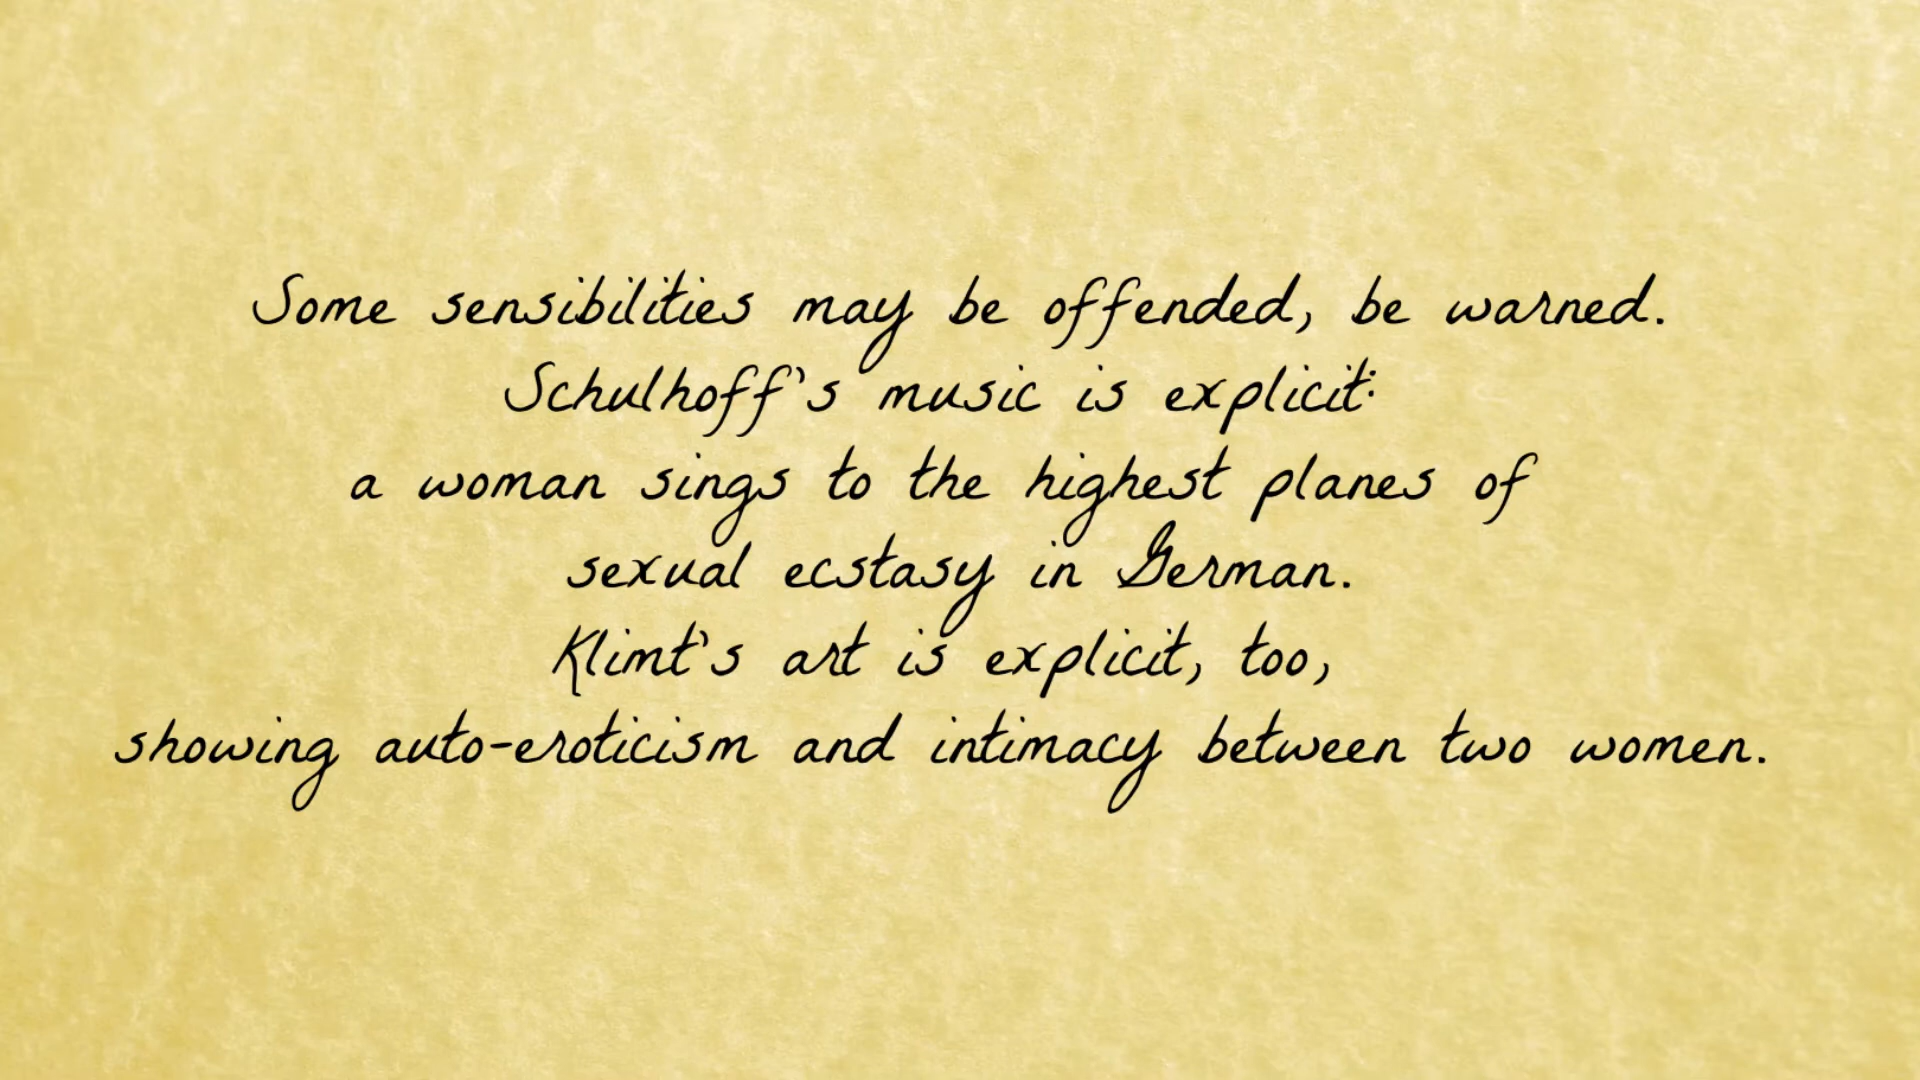 Some sensibilities may be offended, be warned.
Schulhoff's music is explicit:
a woman sings to the highest planes of
sexual ecstasy in German.
Klimt's art is explicit, too,
showing auto-eroticism and intimacy between two women.